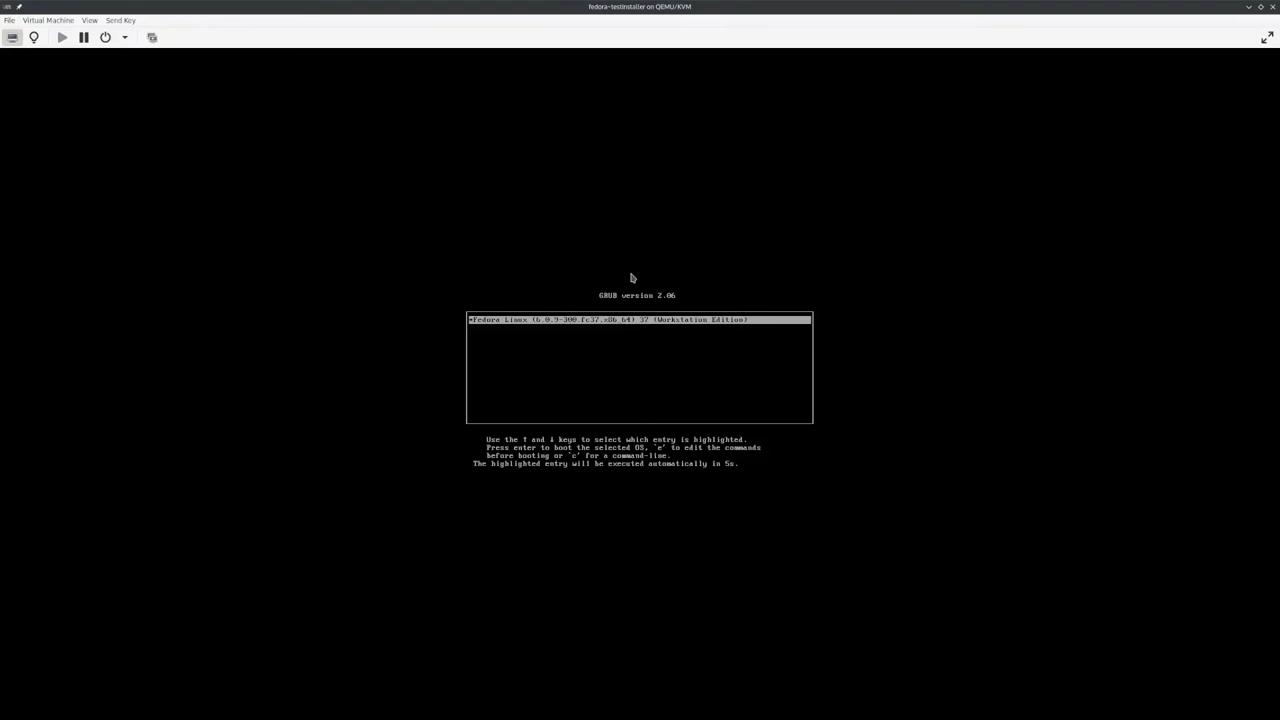 fedora-testinstaller on QEMU/KVM
File Virtual Machine View Send Key
GRUB version 2.06
*Fedora Linux (6.0.9-300.fc37.x86_64) 37 (Workstation Edition)
Use the ↑ and ↓ keys to select which entry is highlighted.
Press enter to boot the selected OS, `e' to edit the commands
before booting or `c' for a command-line.
The highlighted entry will be executed automatically in 5s.